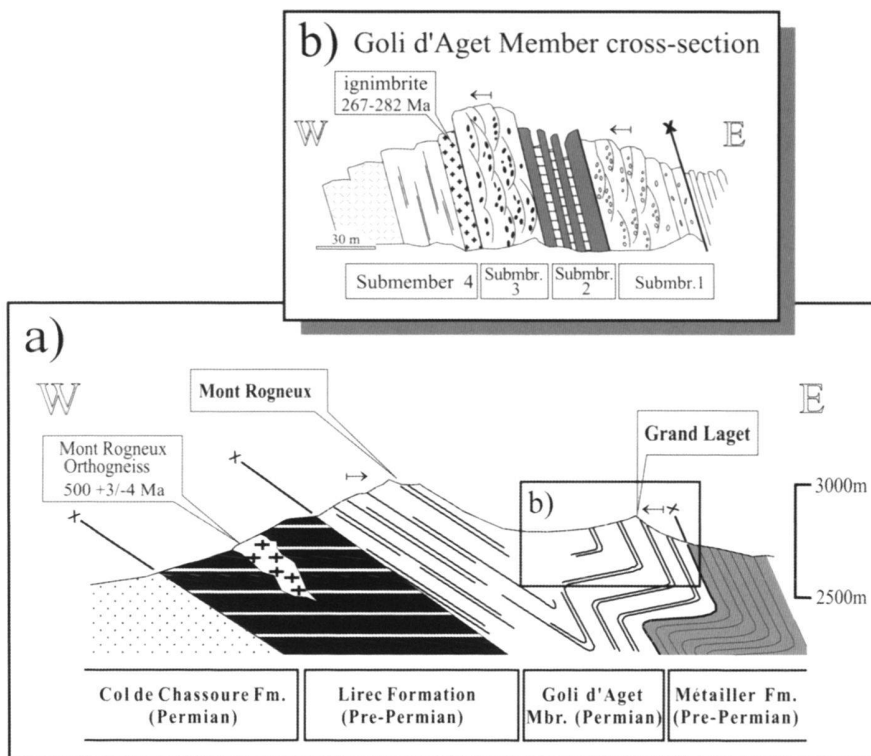 b) Goli d'Aget Member cross-section
ignimbrite
267-282 Ma
W
E
30 m
Submember 4
Submbr.
3
Submbr.
2
Submbr.1
a)
W
E
Mont Rogneux
Grand Laget
Mont Rogneux
Orthogneiss
500 +3/-4 Ma
b)
3000m
2500m
Col de Chassoure Fm.
(Permian)
Lirec Formation
(Pre-Permian)
Goli d'Aget
Mbr. (Permian)
Métailler Fm.
(Pre-Permian)